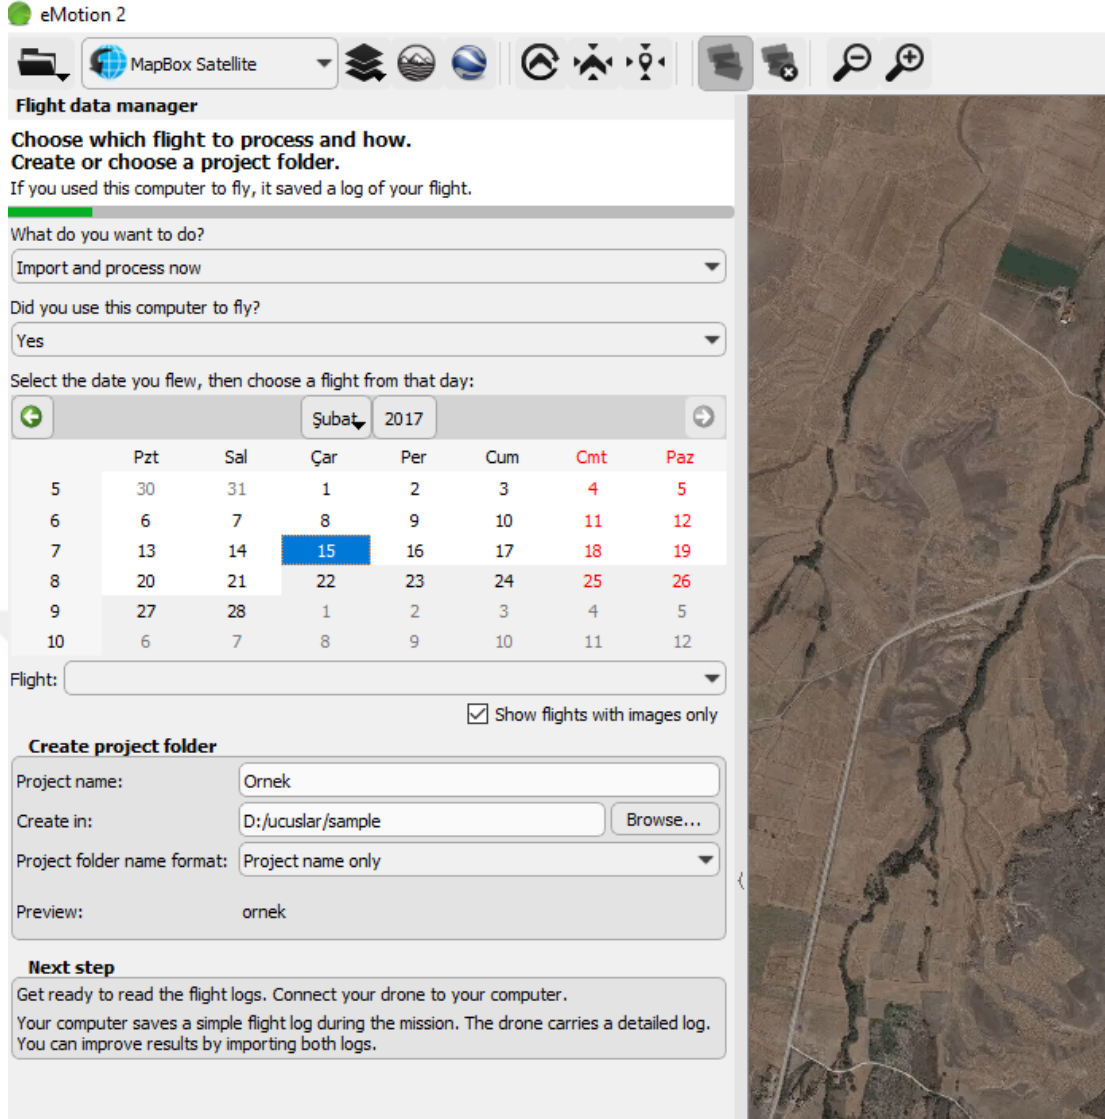 eMotion 2
MapBox Satellite
Flight data manager
Choose which flight to process and how.
Create or choose a project folder.
If you used this computer to fly, it saved a log of your flight.
What do you want to do?
Import and process now
Did you use this computer to fly?
Yes
Select the date you flew, then choose a flight from that day:
Şubat 2017
Pzt Sal Çar Per Cum Cmt Paz
5 30 31 1 2 3 4 5
6 6 7 8 9 10 11 12
7 13 14 15 16 17 18 19
8 20 21 22 23 24 25 26
9 27 28 1 2 3 4 5
10 6 7 8 9 10 11 12
Flight:
Show flights with images only
Create project folder
Project name: Ornek
Create in: D:/ucuslar/sample Browse...
Project folder name format: Project name only
Preview: ornek
Next step
Get ready to read the flight logs. Connect your drone to your computer.
Your computer saves a simple flight log during the mission. The drone carries a detailed log.
You can improve results by importing both logs.